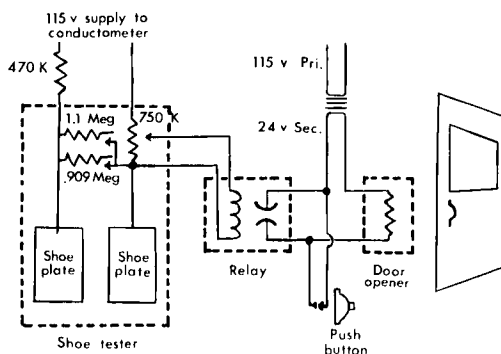 115 v supply to
conductometer
470 K
1.1 Meg
750 K
.909 Meg
Shoe
plate
Shoe
plate
Shoe tester
115 v Pri.
24 v Sec.
Relay
Door
opener
Push
button